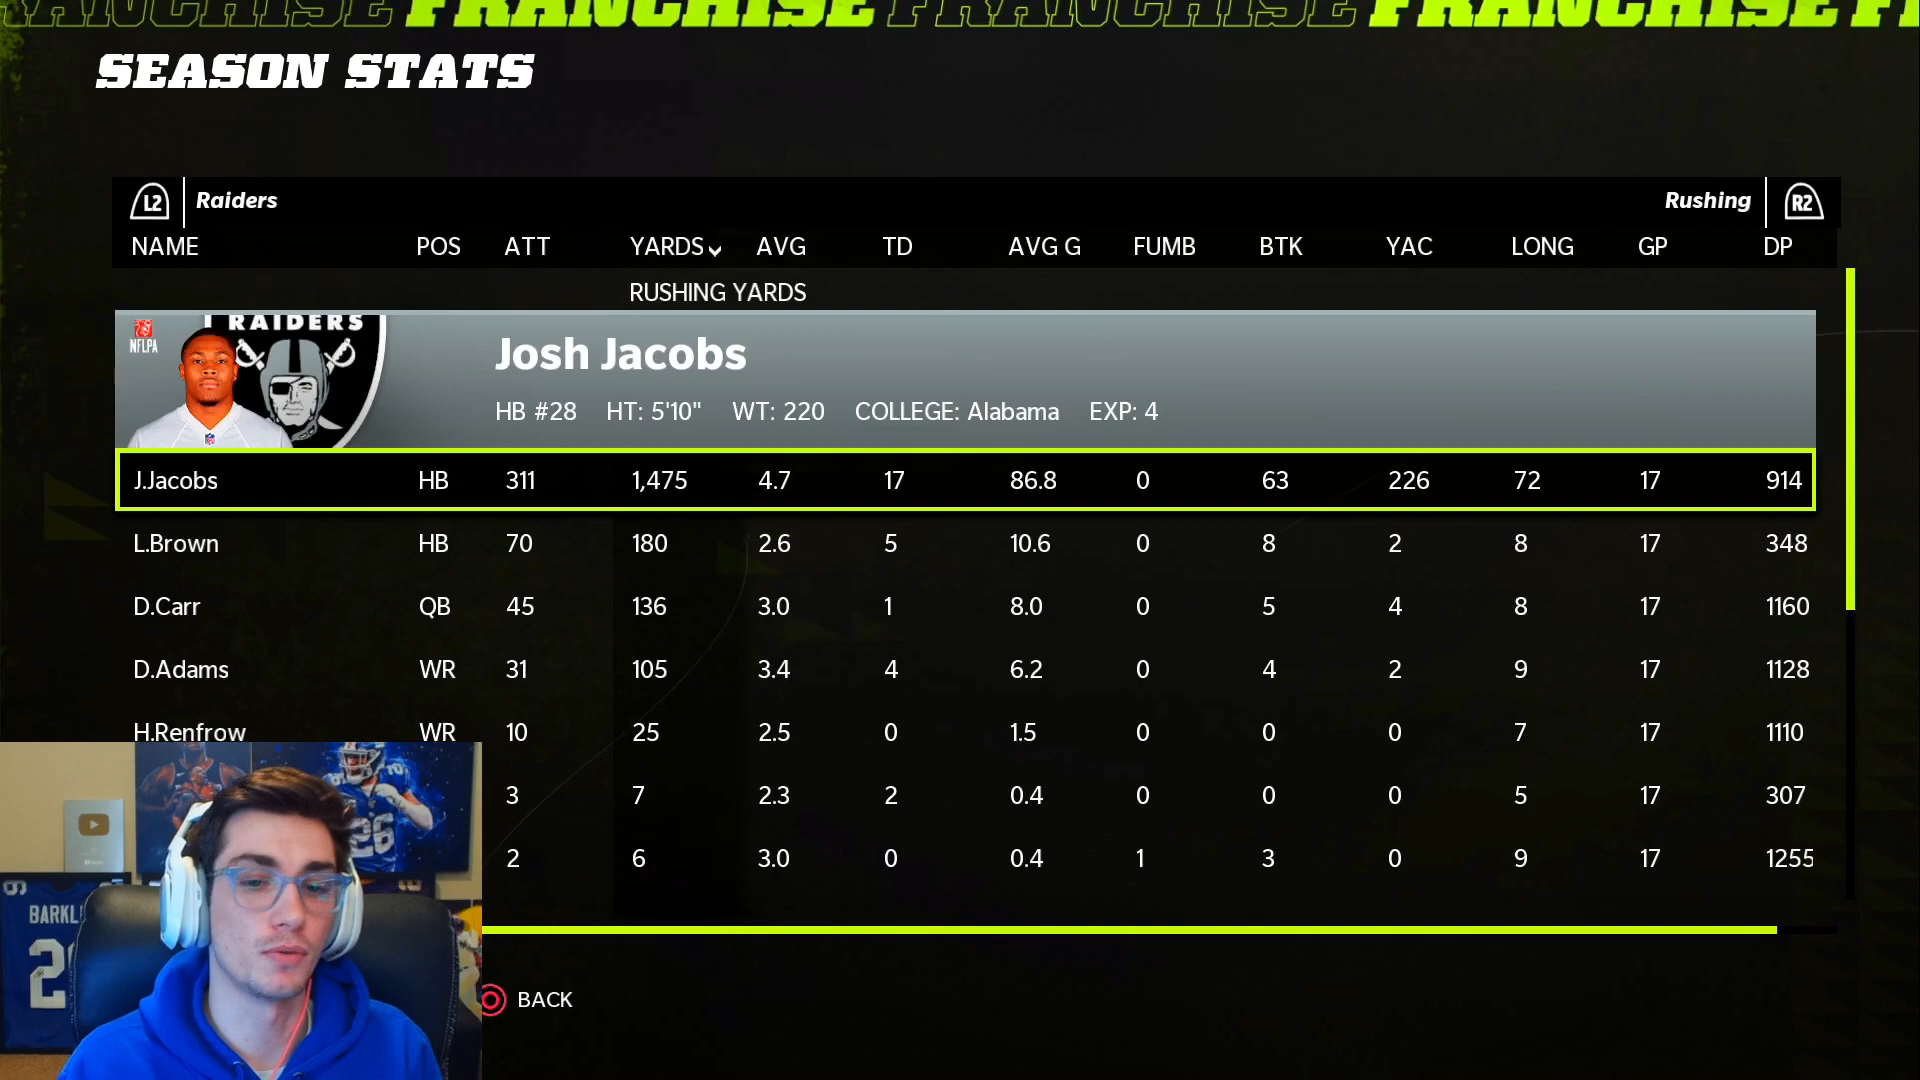 FRANCHISE FRANCHISE FRANCHISE FRANCHISE
SEASON STATS
L2 Raiders Rushing R2
NAME POS ATT YARDS AVG TD AVG G FUMB BTK YAC LONG GP DP
RUSHING YARDS
RAIDERS
NFLPA
Josh Jacobs
HB #28 HT: 5'10" WT: 220 COLLEGE: Alabama EXP: 4
J.Jacobs HB 311 1,475 4.7 17 86.8 0 63 226 72 17 914
L.Brown HB 70 180 2.6 5 10.6 0 8 2 8 17 348
D.Carr QB 45 136 3.0 1 8.0 0 5 4 8 17 1160
D.Adams WR 31 105 3.4 4 6.2 0 4 2 9 17 1128
H.Renfrow WR 10 25 2.5 0 1.5 0 0 0 7 17 1110
3 7 2.3 2 0.4 0 0 0 5 17 307
2 6 3.0 0 0.4 1 3 0 9 17 1255
26
BARKL
2
BACK